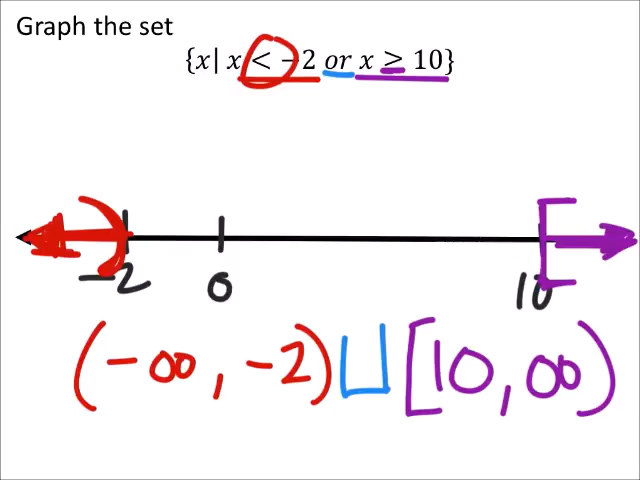 Graph the set
{x| x < −2 or x ≥ 10}
−2 0 10
(−∞, −2) ∪ [10, ∞)